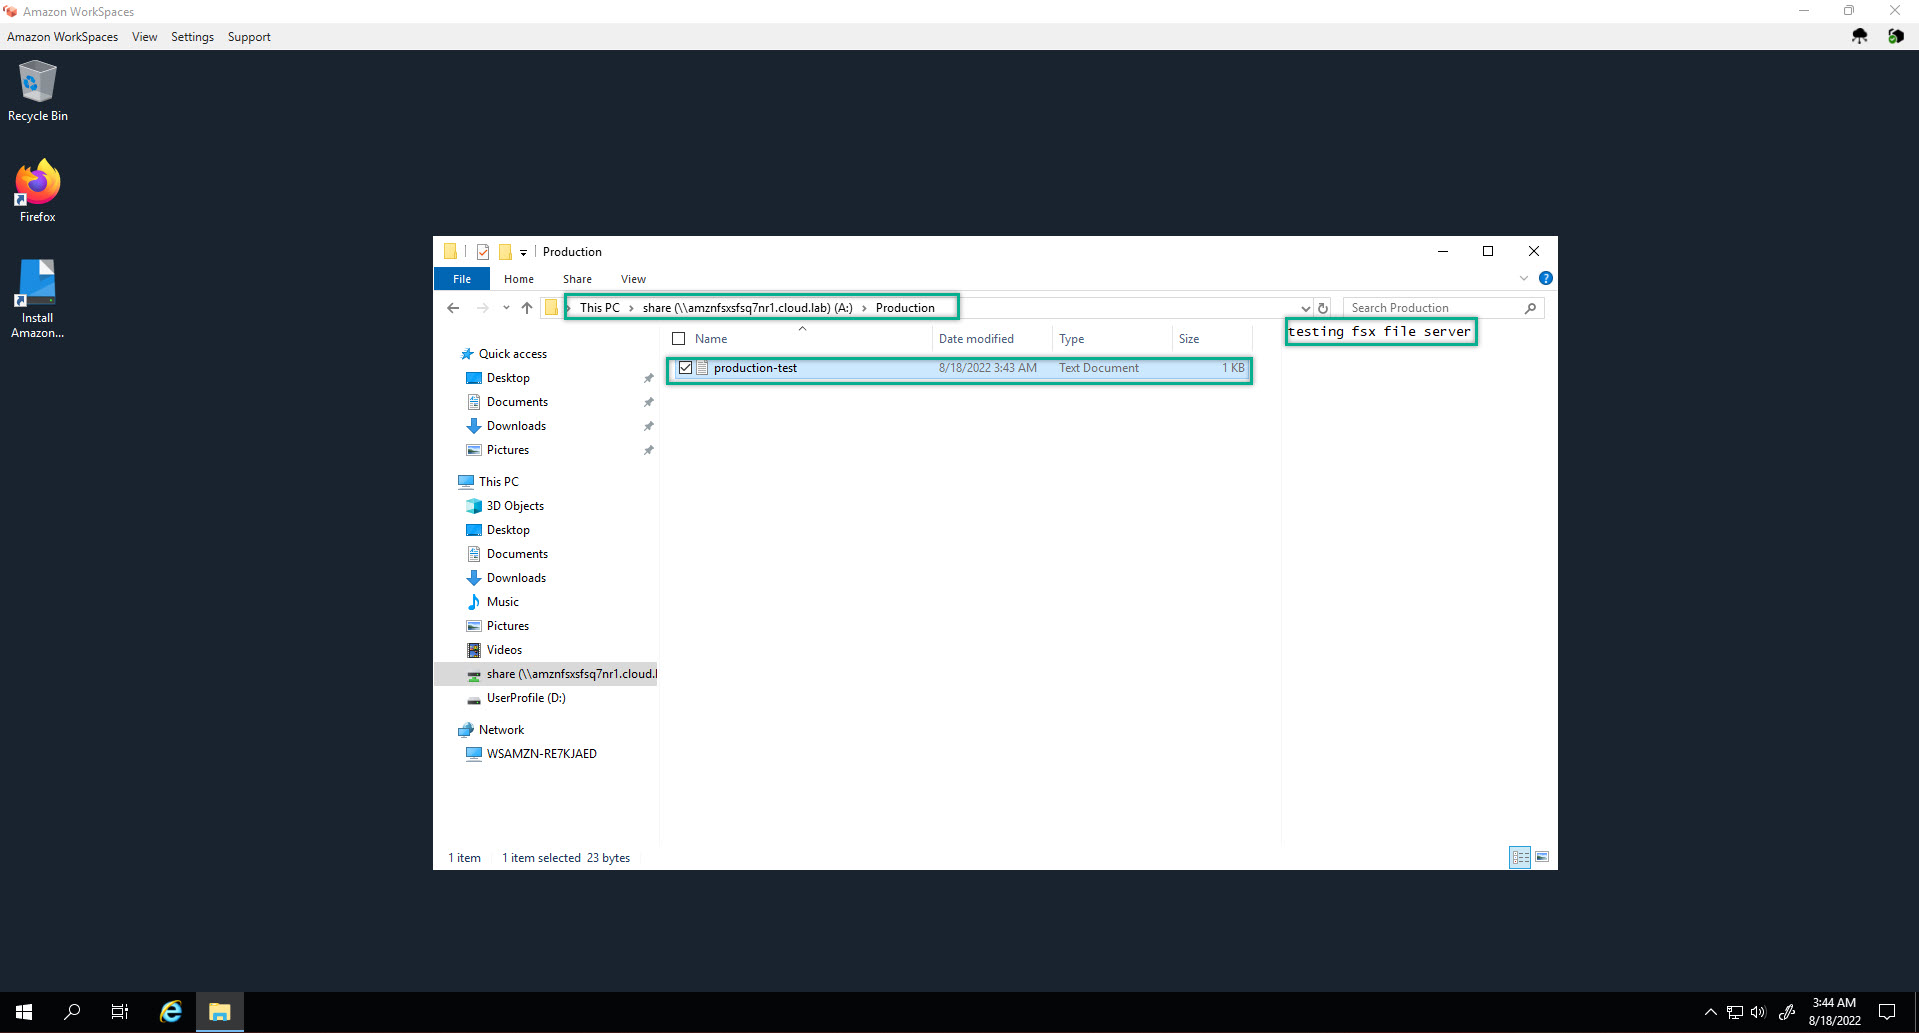 Amazon WorkSpaces
Amazon WorkSpaces View Settings Support
Recycle Bin
Firefox
Install
Amazon...
Production
File Home Share View
This PC > share (\\amznfsxsfsq7nr1.cloud.lab) (A:) > Production
Search Production
Name Date modified Type Size
testing fsx file server
production-test 8/18/2022 3:43 AM Text Document 1 KB
Quick access
Desktop
Documents
Downloads
Pictures
This PC
3D Objects
Desktop
Documents
Downloads
Music
Pictures
Videos
share (\\amznfsxsfsq7nr1.cloud.l
UserProfile (D:)
Network
WSAMZN-RE7KJAED
1 item 1 item selected 23 bytes
3:44 AM
8/18/2022